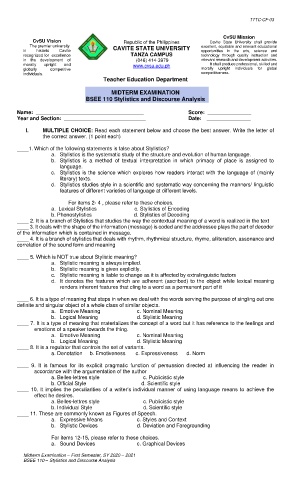 TFTC-CF-03
CvSU Vision
The premier university
in historic Cavite
recognized for excellence
in the development of
morally upright and
globally competitive
individuals.
Republic of the Philippines
CAVITE STATE UNIVERSITY
TANZA CAMPUS
(046) 414-3979
www.cvsu.edu.ph
CvSU Mission
Cavite State University shall provide
excellent, equitable and relevant educational
opportunities in the arts, science and
technology through quality instruction and
relevant research and development activities.
It shall produce professional, skilled and
morally upright individuals for global
competitiveness.
Teacher Education Department
MIDTERM EXAMINATION
BSEE 110 Stylistics and Discourse Analysis
Name: Score:
Year and Section: Date:
I. MULTIPLE CHOICE: Read each statement below and choose the best answer. Write the letter of
the correct answer. (1 point each)
____1. Which of the following statements is false about Stylistics?
a. Stylistics is the systematic study of the structure and evolution of human language.
b. Stylistics is a method of textual interpretation in which primacy of place is assigned to
language.
c. Stylistics is the science which explores how readers interact with the language of (mainly
literary) texts.
d. Stylistics studies style in a scientific and systematic way concerning the manners/ linguistic
features of different varieties of language at different levels.
For items 2- 4 , please refer to these choices.
a. Lexical Stylistics c. Stylistics of Encoding
b. Phonostylistics d. Stylistics of Decoding
____ 2. It is a branch of Stylistics that studies the way the contextual meaning of a word is realized in the text
____ 3. It deals with the shape of the information (message) is coded and the addressee plays the part of decoder
of the information which is contained in message.
____ 4. It is a branch of stylistics that deals with rhythm, rhythmical structure, rhyme, alliteration, assonance and
correlation of the sound form and meaning
____ 5. Which is NOT true about Stylistic meaning?
a. Stylistic meaning is always implied.
b. Stylistic meaning is given explicitly.
c. Stylistic meaning is liable to change as it is affected by extralinguistic factors
d. It denotes the features which are adherent (ascribed) to the object while lexical meaning
renders inherent features that cling to a word as a permanent part of it
____ 6. It is a type of meaning that steps in when we deal with the words serving the purpose of singling out one
definite and singular object of a whole class of similar objects.
a. Emotive Meaning c. Nominal Meaning
b. Logical Meaning d. Stylistic Meaning
____ 7. It is a type of meaning that materializes the concept of a word but it has reference to the feelings and
emotions of a speaker towards the thing.
a. Emotive Meaning c. Nominal Meaning
b. Logical Meaning d. Stylistic Meaning
____ 8. It is a regulator that controls the set of variants.
a. Denotation b. Emotiveness c. Expressiveness d. Norm
____ 9. It is famous for its explicit pragmatic function of persuasion directed at influencing the reader in
accordance with the argumentation of the author
a. Belles-lettres style c. Publicistic style
b. Official Style d. Scientific style
____ 10. It implies the peculiarities of a writer's individual manner of using language means to achieve the
effect he desires.
a. Belles-lettres style c. Publicistic style
b. Individual Style d. Scientific style
____ 11. These are commonly known as Figures of Speech.
a. Expressive Means c. Styles and Context
b. Stylistic Devices d. Deviation and Foregrounding
For items 12-15, please refer to these choices.
a. Sound Devices c. Graphical Devices
Midterm Examination – First Semester, SY 2020 – 2021
BSEE 110 – Stylistics and Discourse Analysis